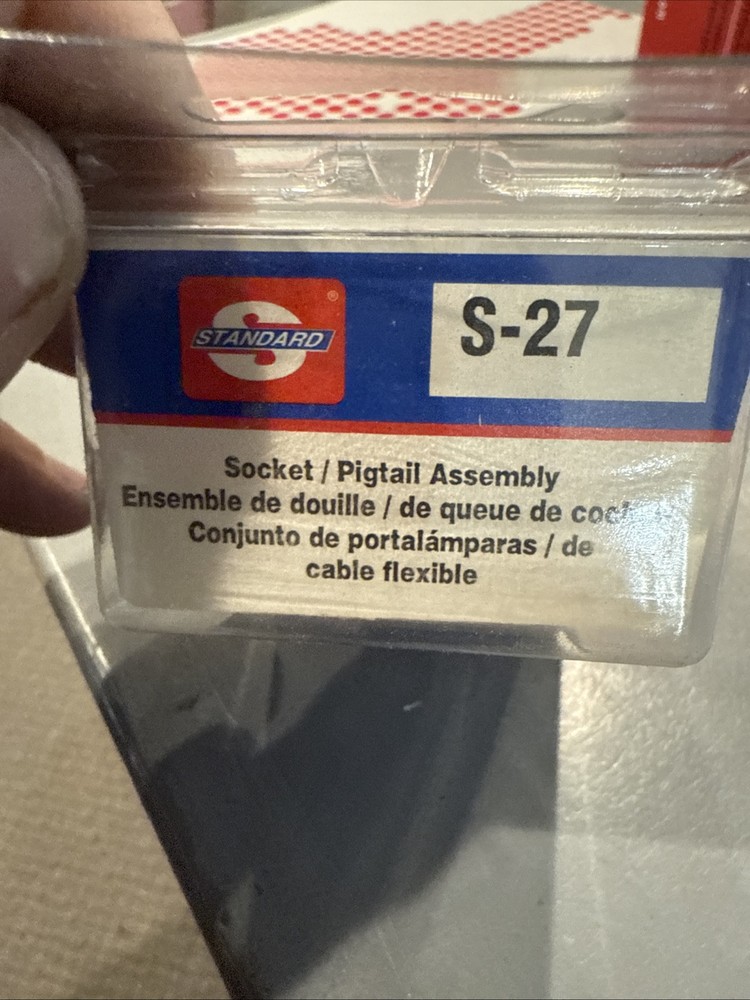 STANDARD
®
S-27
Socket / Pigtail Assembly
Ensemble de douille / de queue de
Conjunto de portalámparas / de
cable flexible